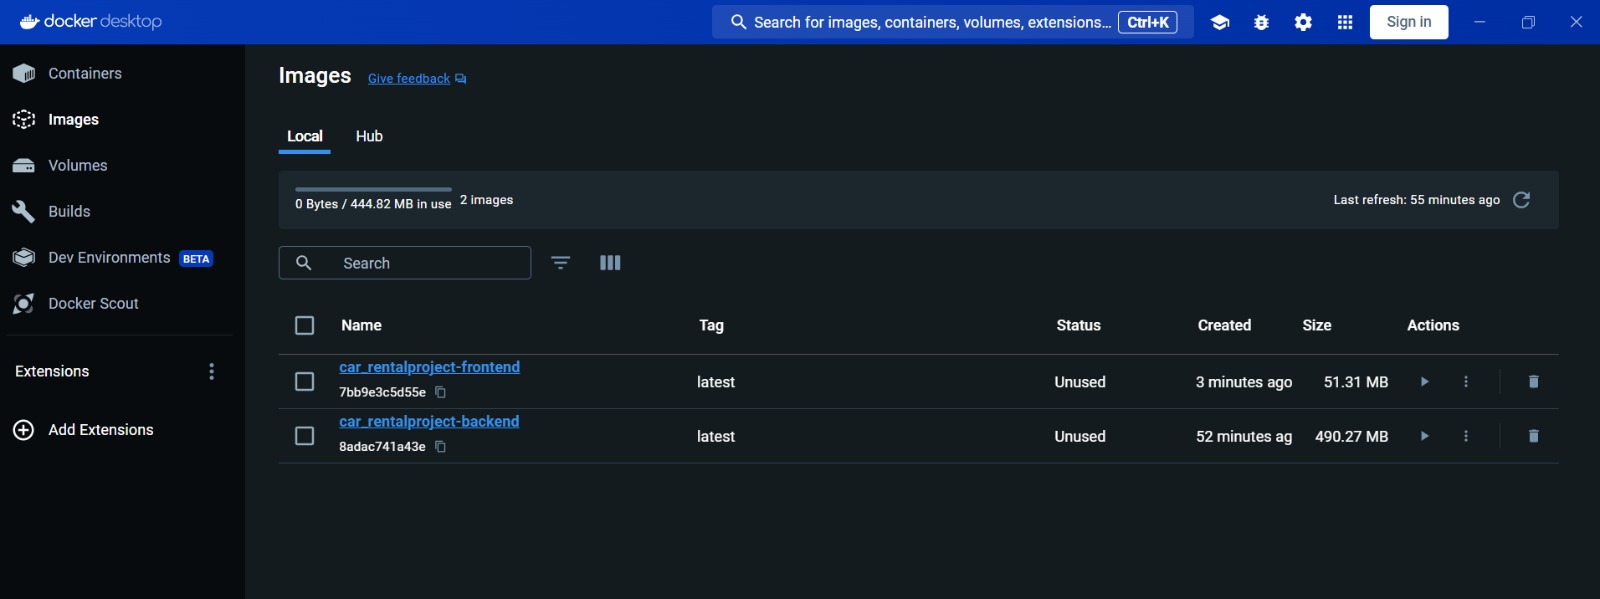 docker desktop
Search for images, containers, volumes, extensions... Ctrl+K
Sign in
Containers
Images
Volumes
Builds
Dev Environments BETA
Docker Scout
Extensions
Add Extensions
Images Give feedback
Local Hub
0 Bytes / 444.82 MB in use 2 images
Last refresh: 55 minutes ago
Search
Name Tag Status Created Size Actions
car_rentalproject-frontend
7bb9e3c5d55e
latest Unused 3 minutes ago 51.31 MB
car_rentalproject-backend
8adac741a43e
latest Unused 52 minutes ag 490.27 MB